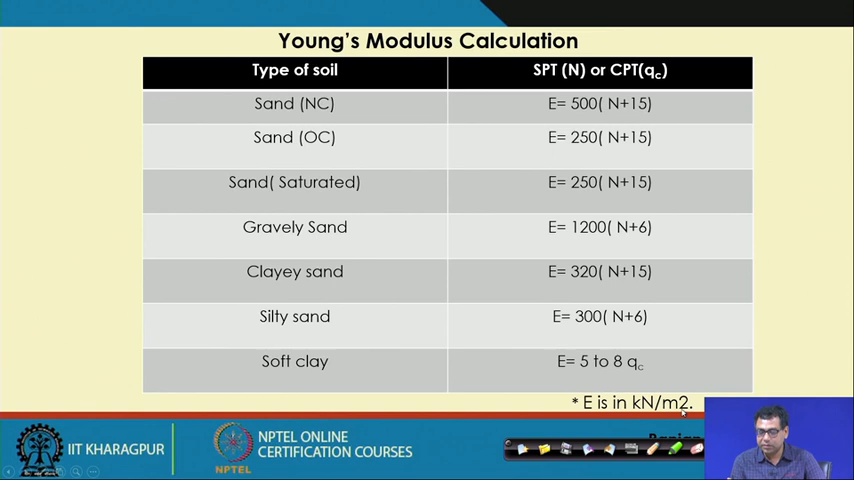 Young's Modulus Calculation
Type of soil SPT (N) or CPT(qc)
Sand (NC) E= 500( N+15)
Sand (OC) E= 250( N+15)
Sand( Saturated) E= 250( N+15)
Gravely Sand E= 1200( N+6)
Clayey sand E= 320( N+15)
Silty sand E= 300( N+6)
Soft clay E= 5 to 8 qc
* E is in kN/m2.
IIT KHARAGPUR
NPTEL
NPTEL ONLINE
CERTIFICATION COURSES